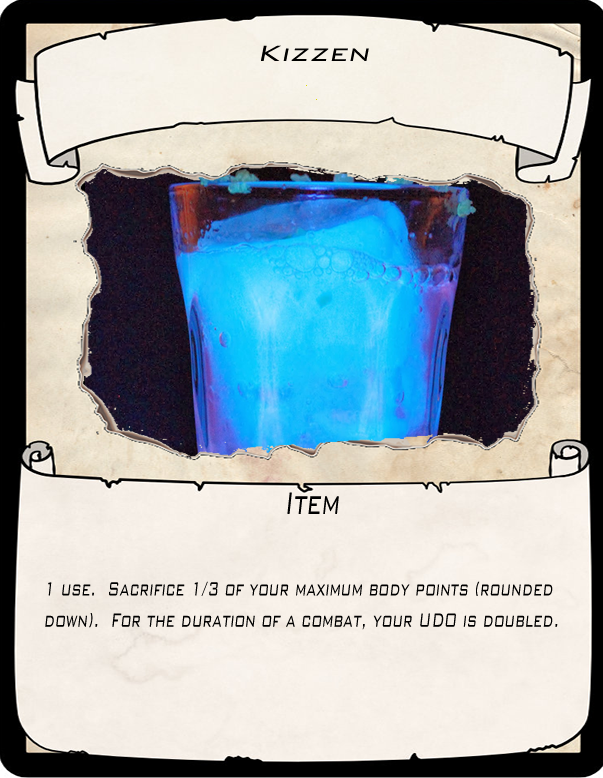 Kizzen
Item
1 use. Sacrifice 1/3 of your maximum body points (rounded
down). For the duration of a combat, your UDO is doubled.